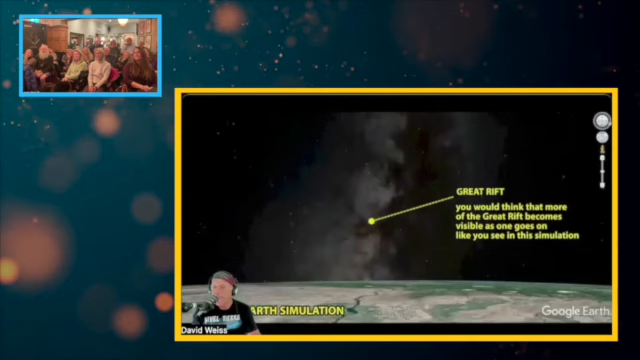 GREAT RIFT
you would think that more
of the Great Rift becomes
visible as one goes on
like you see in this simulation
ARTH SIMULATION
Google Earth
David Weiss